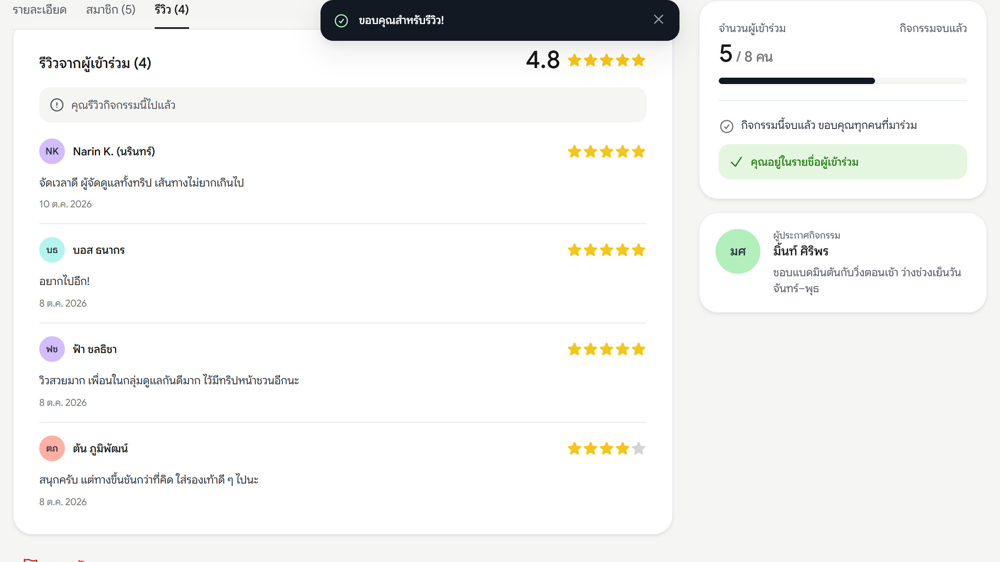 รายละเอียด
สมาชิก (5)
รีวิว (4)
ขอบคุณสำหรับรีวิว!
รีวิวจากผู้เข้าร่วม (4)
4.8
คุณรีวิวกิจกรรมนี้ไปแล้ว
NK
Narin K. (นรินทร์)
จัดเวลาดี ผู้จัดดูแลทั้งทริป เส้นทางไม่ยากเกินไป
10 ต.ค. 2026
บธ
บอส ธนากร
อยากไปอีก!
8 ต.ค. 2026
ฟช
ฟ้า ชลธิชา
วิวสวยมาก เพื่อนในกลุ่มดูแลกันดีมาก ไว้มีทริปหน้าชวนอีกนะ
8 ต.ค. 2026
ตภ
ต้น ภูมิพัฒน์
สนุกครับ แต่ทางขึ้นชันกว่าที่คิด ใส่รองเท้าดี ๆ ไปนะ
8 ต.ค. 2026
จำนวนผู้เข้าร่วม
กิจกรรมจบแล้ว
5 / 8 คน
กิจกรรมนี้จบแล้ว ขอบคุณทุกคนที่มาร่วม
คุณอยู่ในรายชื่อผู้เข้าร่วม
มศ
ผู้ประกาศกิจกรรม
มิ้นท์ ศิริพร
ชอบแบดมินตันกับวิ่งตอนเช้า ว่างช่วงเย็นวัน
จันทร์–พุธ